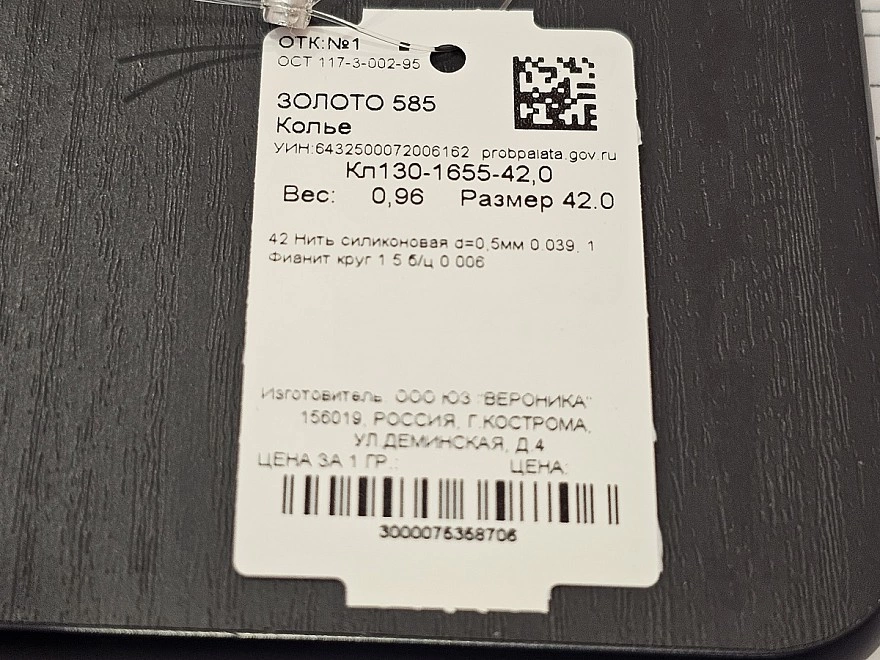 ОТК:№1
ОСТ 117-3-002-95
ЗОЛОТО 585
Колье
УИН:6432500072006162 probpalata.gov.ru
Кл130-1655-42,0
Вес: 0,96 Размер 42.0
42 Нить силиконовая d=0,5мм 0.039, 1
Фианит круг 1 5 б/ц 0 006
Изготовитель ООО ЮЗ "ВЕРОНИКА"
156019, РОССИЯ, Г.КОСТРОМА,
УЛ ДЕМИНСКАЯ, Д.4
ЦЕНА ЗА 1 ГР.: ЦЕНА:
3000075358706